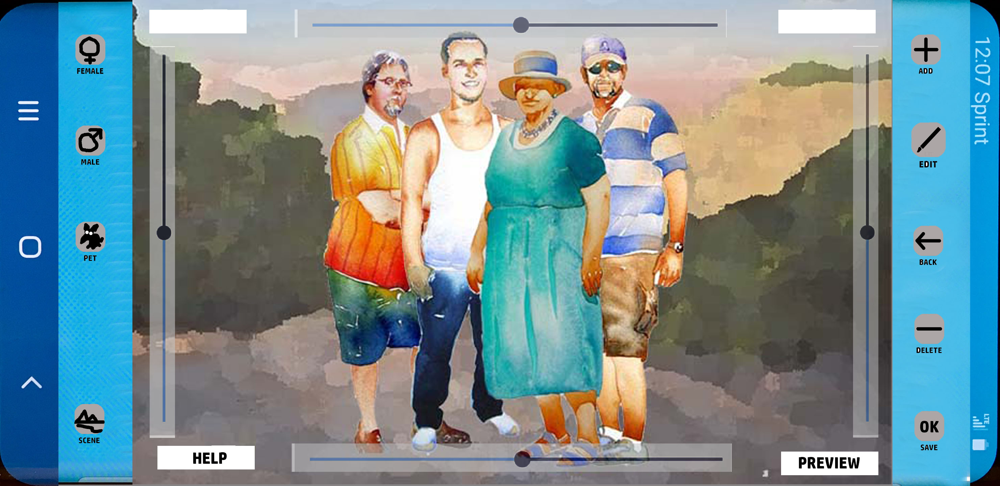 FEMALE
MALE
PET
SCENE
HELP
PREVIEW
ADD
EDIT
BACK
DELETE
OK
SAVE
12:07 Sprint
LTE